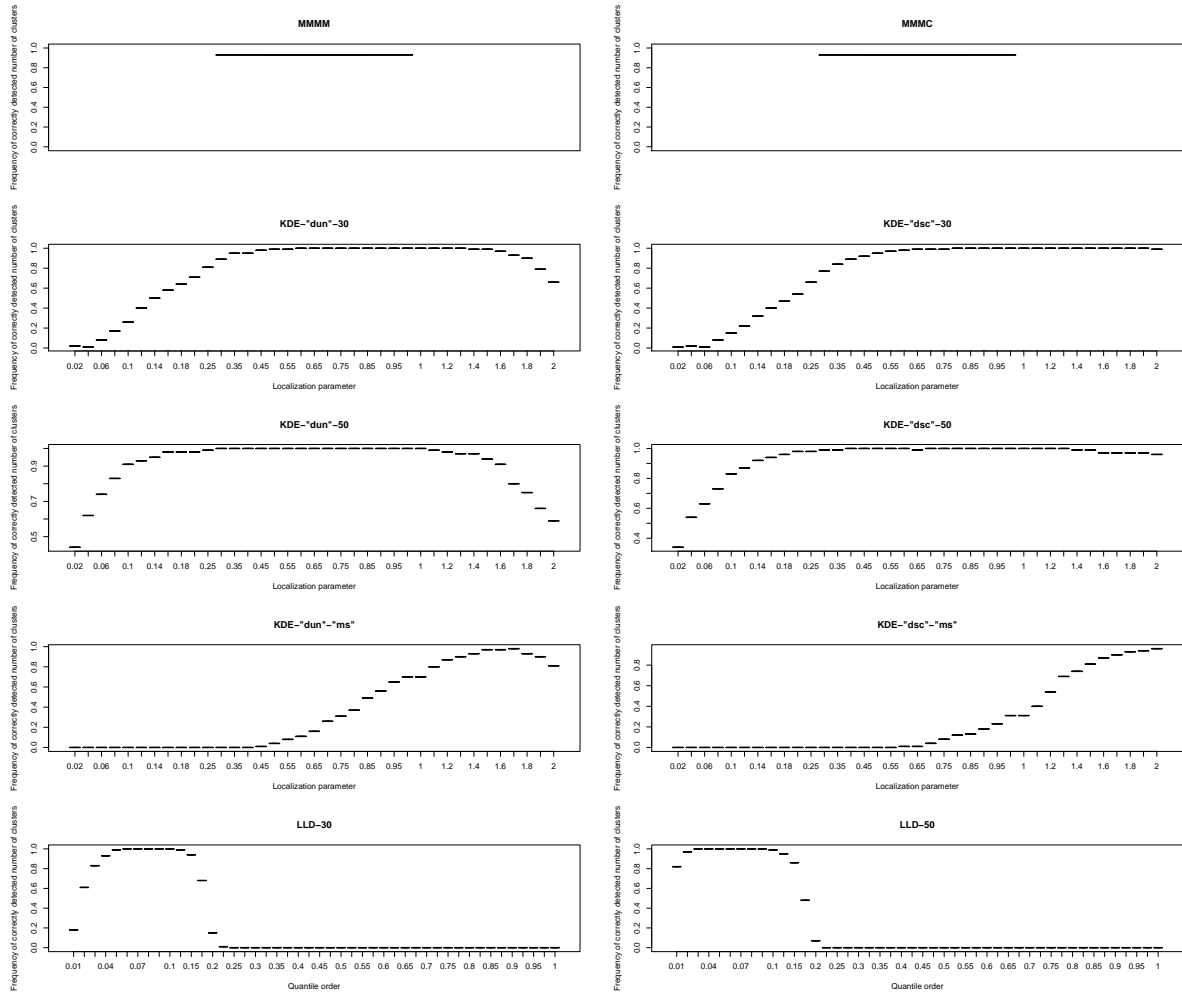 MMMM
Frequency of correctly detected number of clusters
0.0 0.2 0.4 0.6 0.8 1.0
MMMC
Frequency of correctly detected number of clusters
0.0 0.2 0.4 0.6 0.8 1.0
KDE−"dun"−30
Frequency of correctly detected number of clusters
0.0 0.2 0.4 0.6 0.8 1.0
0.02 0.06 0.1 0.14 0.18 0.25 0.35 0.45 0.55 0.65 0.75 0.85 0.95 1 1.2 1.4 1.6 1.8 2
Localization parameter
KDE−"dsc"−30
Frequency of correctly detected number of clusters
0.0 0.2 0.4 0.6 0.8 1.0
0.02 0.06 0.1 0.14 0.18 0.25 0.35 0.45 0.55 0.65 0.75 0.85 0.95 1 1.2 1.4 1.6 1.8 2
Localization parameter
KDE−"dun"−50
Frequency of correctly detected number of clusters
0.5 0.7 0.9
0.02 0.06 0.1 0.14 0.18 0.25 0.35 0.45 0.55 0.65 0.75 0.85 0.95 1 1.2 1.4 1.6 1.8 2
Localization parameter
KDE−"dsc"−50
Frequency of correctly detected number of clusters
0.4 0.6 0.8 1.0
0.02 0.06 0.1 0.14 0.18 0.25 0.35 0.45 0.55 0.65 0.75 0.85 0.95 1 1.2 1.4 1.6 1.8 2
Localization parameter
KDE−"dun"−"ms"
Frequency of correctly detected number of clusters
0.0 0.2 0.4 0.6 0.8 1.0
0.02 0.06 0.1 0.14 0.18 0.25 0.35 0.45 0.55 0.65 0.75 0.85 0.95 1 1.2 1.4 1.6 1.8 2
Localization parameter
KDE−"dsc"−"ms"
Frequency of correctly detected number of clusters
0.0 0.2 0.4 0.6 0.8
0.02 0.06 0.1 0.14 0.18 0.25 0.35 0.45 0.55 0.65 0.75 0.85 0.95 1 1.2 1.4 1.6 1.8 2
Localization parameter
LLD−30
Frequency of correctly detected number of clusters
0.0 0.2 0.4 0.6 0.8 1.0
0.01 0.04 0.07 0.1 0.15 0.2 0.25 0.3 0.35 0.4 0.45 0.5 0.55 0.6 0.65 0.7 0.75 0.8 0.85 0.9 0.95 1
Quantile order
LLD−50
Frequency of correctly detected number of clusters
0.0 0.2 0.4 0.6 0.8 1.0
0.01 0.04 0.07 0.1 0.15 0.2 0.25 0.3 0.35 0.4 0.45 0.5 0.55 0.6 0.65 0.7 0.75 0.8 0.85 0.9 0.95 1
Quantile order